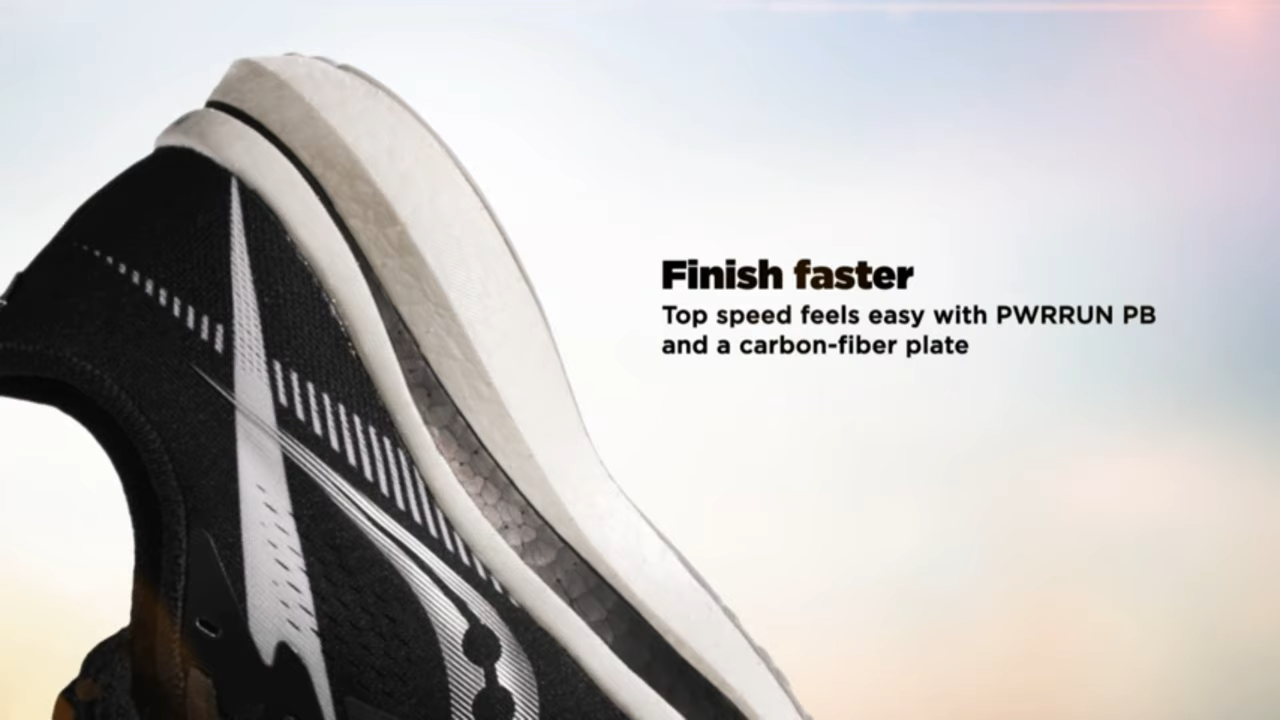 Finish faster
Top speed feels easy with PWRRUN PB
and a carbon-fiber plate